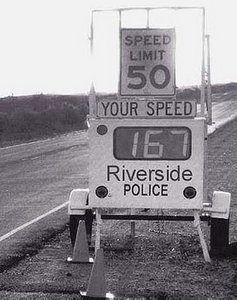 SPEED
LIMIT
50
YOUR SPEED
167
Riverside
POLICE